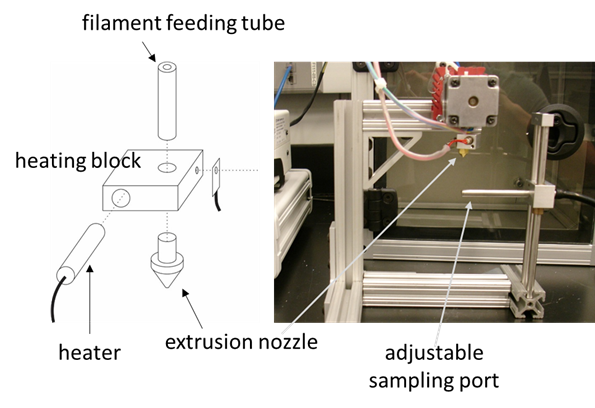 filament feeding tube
heating block
heater
extrusion nozzle
adjustable
sampling port